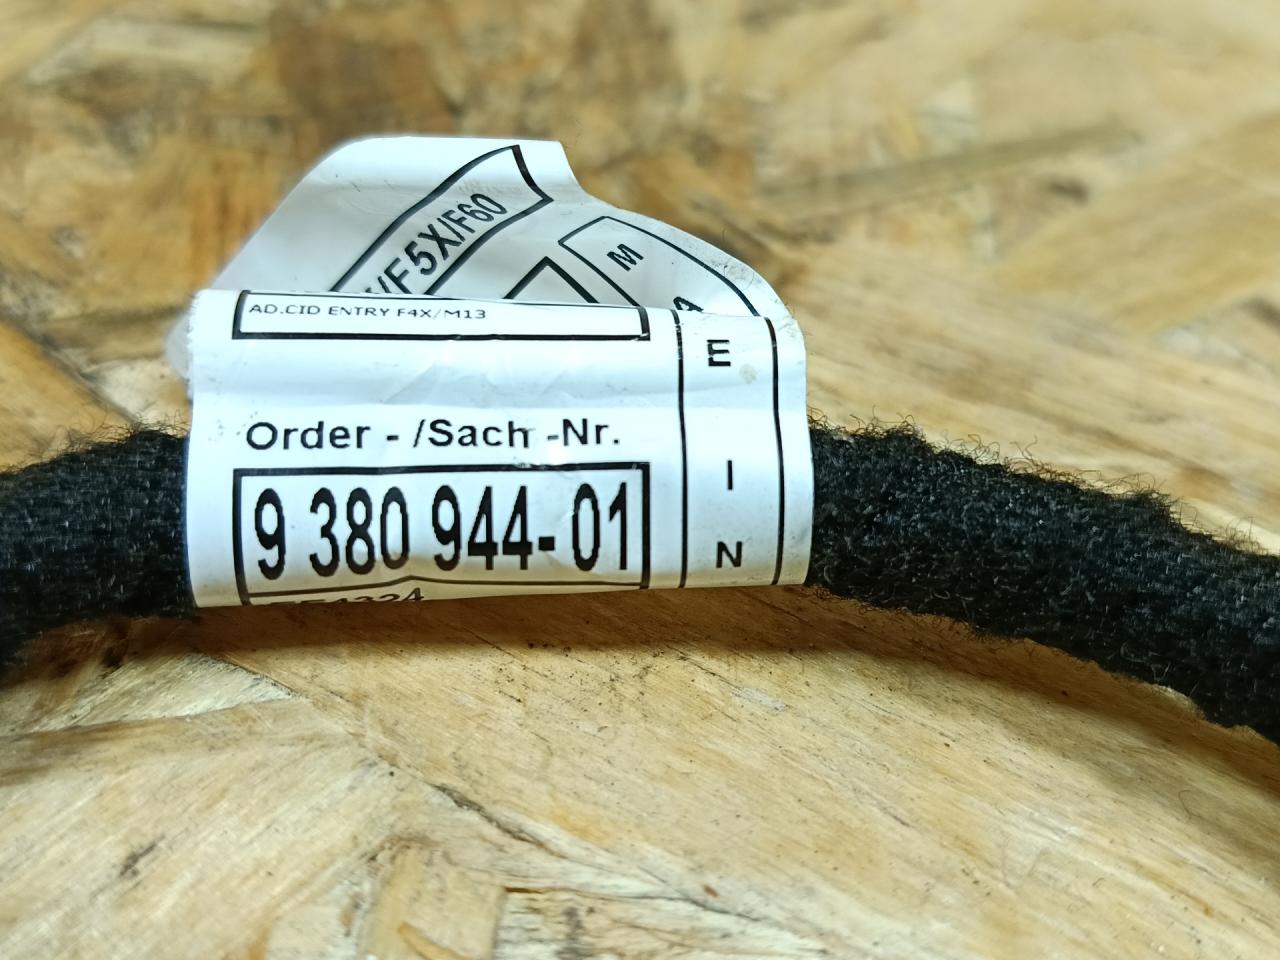 /F5X/F60
M
A
AD.CID ENTRY F4X/M13
E
Order - /Sach -Nr.
I
9 380 944-01
N